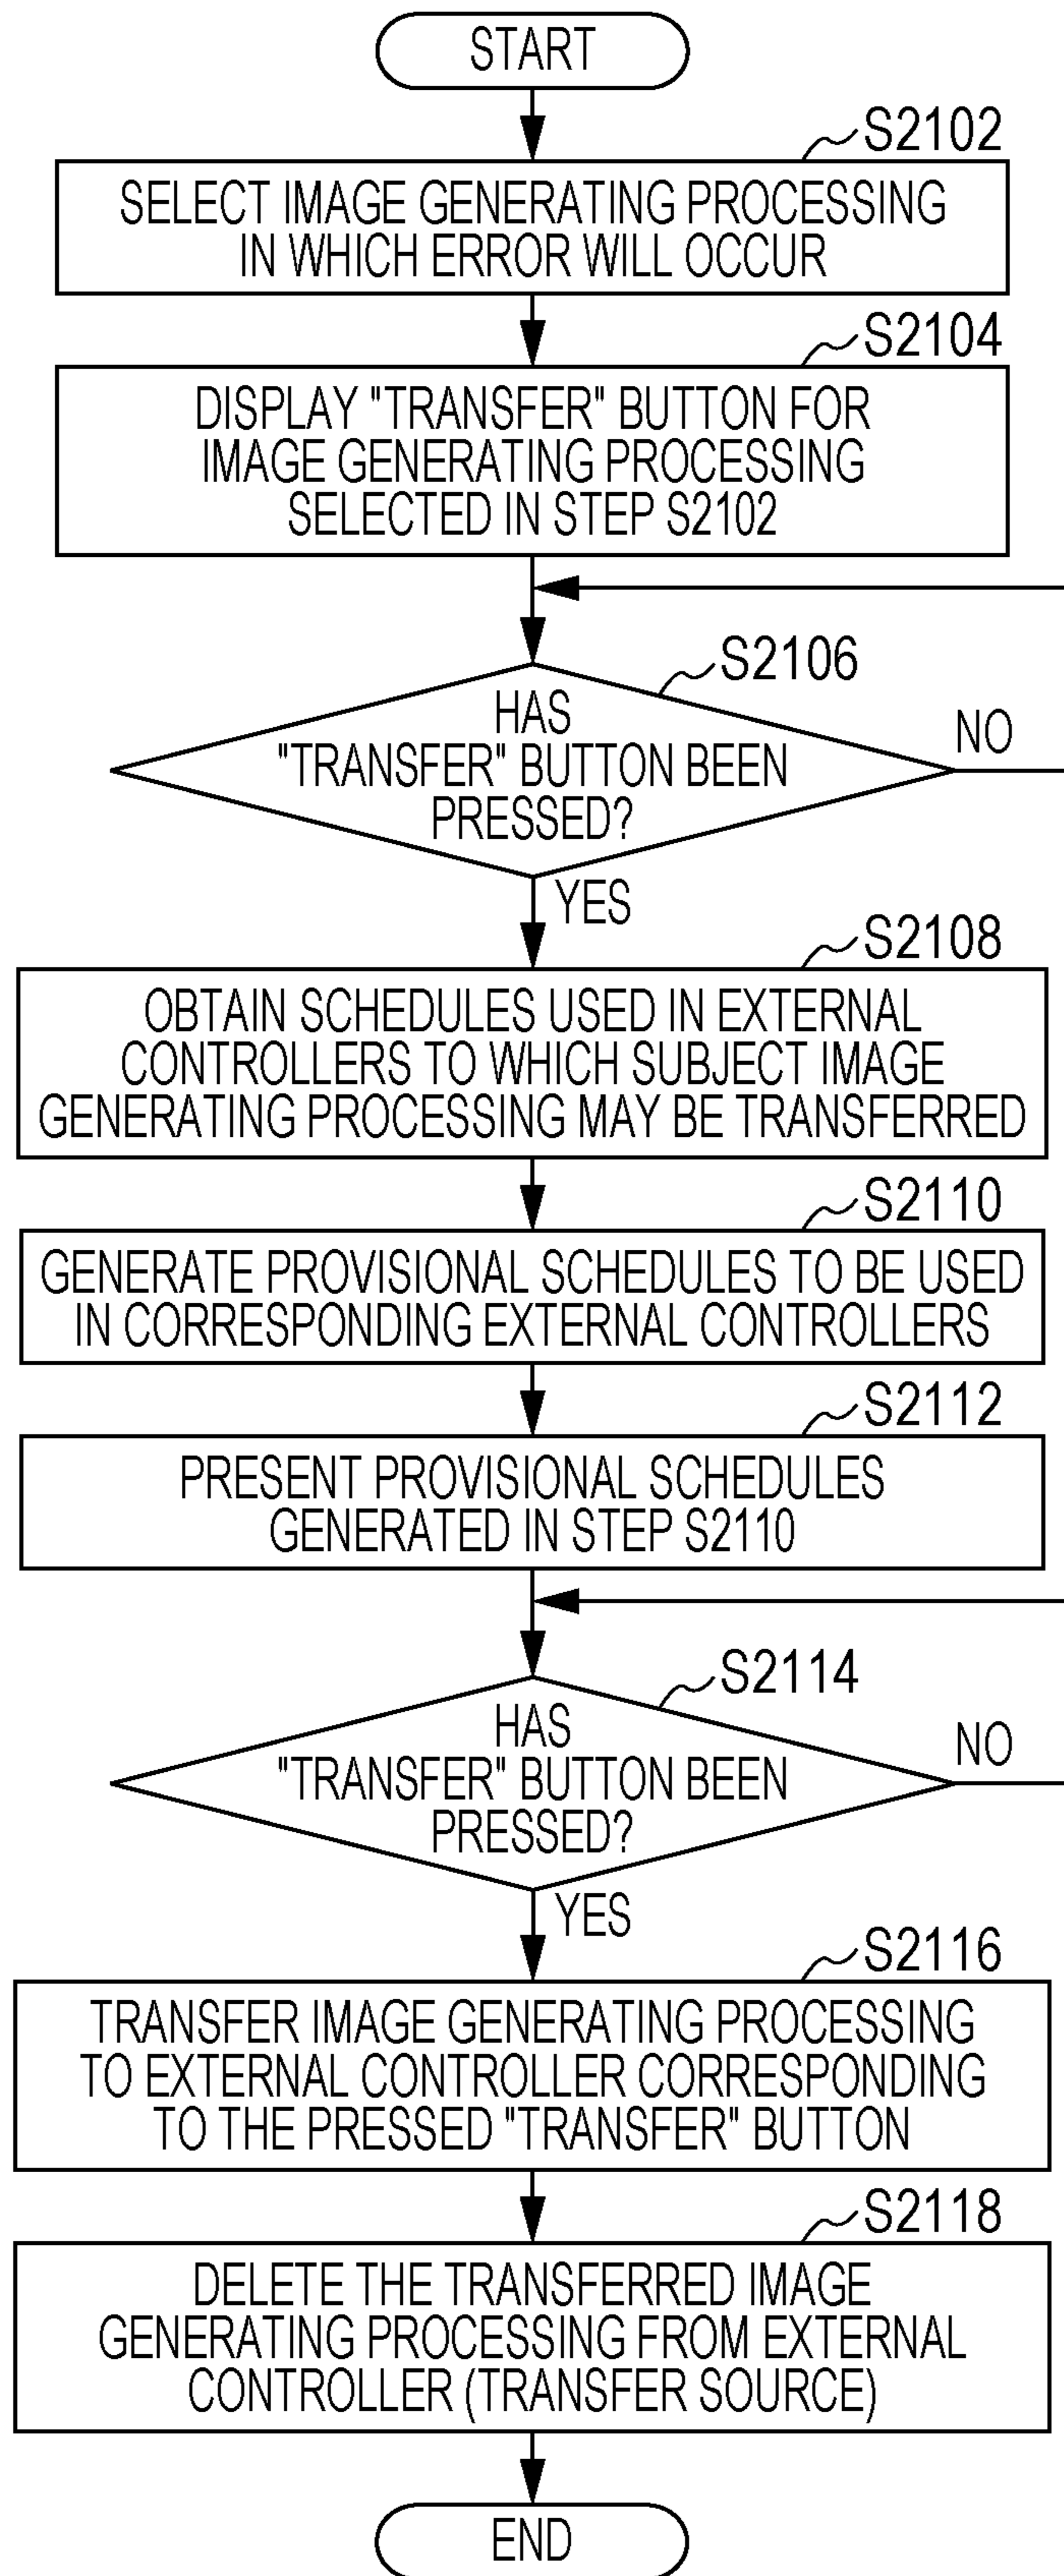 START
S2102
SELECT IMAGE GENERATING PROCESSING
IN WHICH ERROR WILL OCCUR
S2104
DISPLAY "TRANSFER" BUTTON FOR
IMAGE GENERATING PROCESSING
SELECTED IN STEP S2102
S2106
HAS
"TRANSFER" BUTTON BEEN
PRESSED?
NO
YES
S2108
OBTAIN SCHEDULES USED IN EXTERNAL
CONTROLLERS TO WHICH SUBJECT IMAGE
GENERATING PROCESSING MAY BE TRANSFERRED
S2110
GENERATE PROVISIONAL SCHEDULES TO BE USED
IN CORRESPONDING EXTERNAL CONTROLLERS
S2112
PRESENT PROVISIONAL SCHEDULES
GENERATED IN STEP S2110
S2114
HAS
"TRANSFER" BUTTON BEEN
PRESSED?
NO
YES
S2116
TRANSFER IMAGE GENERATING PROCESSING
TO EXTERNAL CONTROLLER CORRESPONDING
TO THE PRESSED "TRANSFER" BUTTON
S2118
DELETE THE TRANSFERRED IMAGE
GENERATING PROCESSING FROM EXTERNAL
CONTROLLER (TRANSFER SOURCE)
END